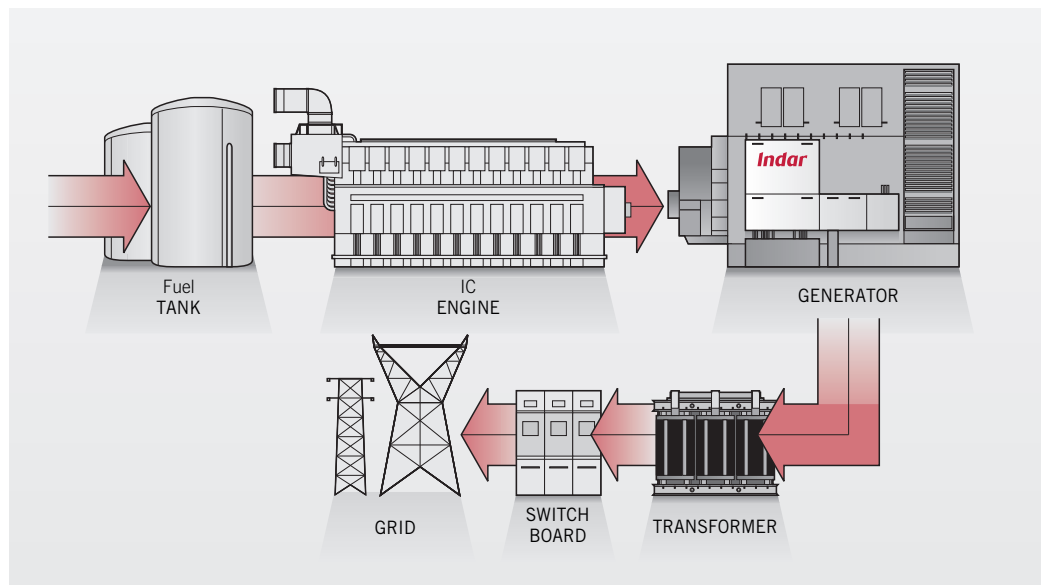 Indar
Fuel
TANK
IC
ENGINE
GENERATOR
GRID
SWITCH
BOARD
TRANSFORMER